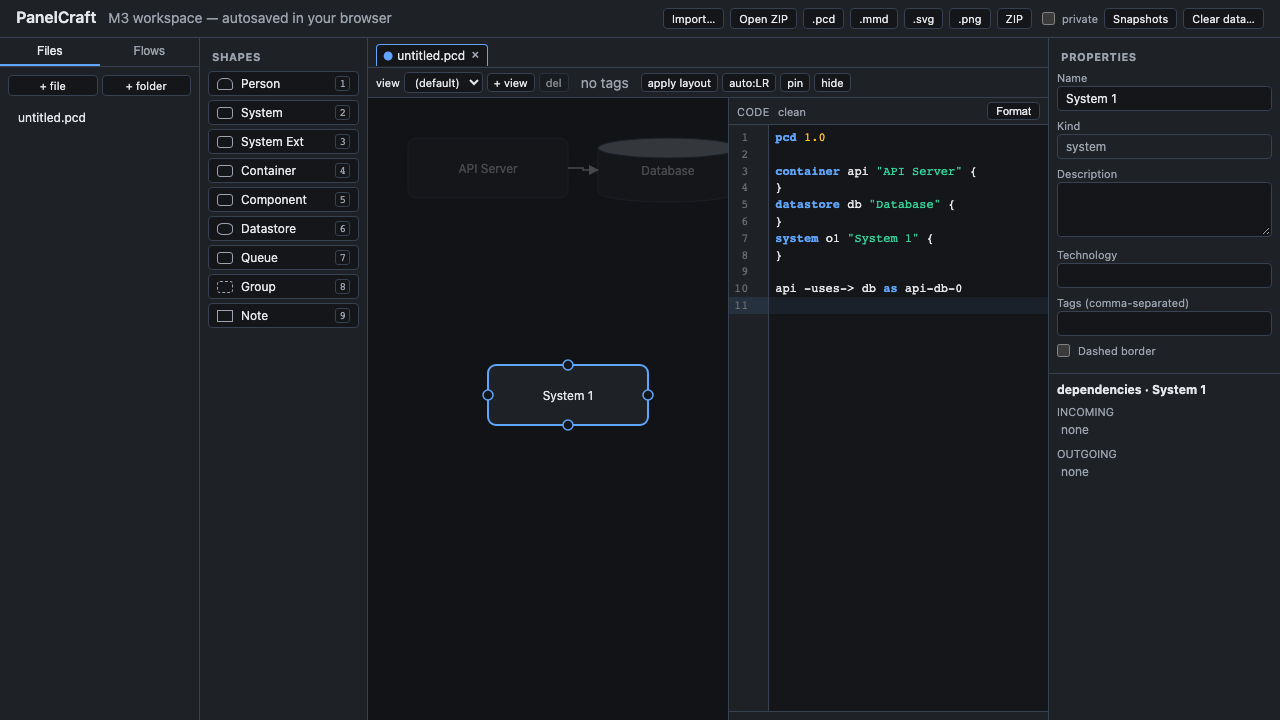 PanelCraft M3 workspace — autosaved in your browser
Import... Open ZIP .pcd .mmd .svg .png ZIP private Snapshots Clear data...
Files Flows
+ file + folder
untitled.pcd
SHAPES
Person 1
System 2
System Ext 3
Container 4
Component 5
Datastore 6
Queue 7
Group 8
Note 9
untitled.pcd ×
view (default) + view del no tags apply layout auto:LR pin hide
API Server
Database
System 1
CODE clean Format
1 pcd 1.0
2
3 container api "API Server" {
4 }
5 datastore db "Database" {
6 }
7 system o1 "System 1" {
8 }
9
10 api -uses-> db as api-db-0
11
PROPERTIES
Name
System 1
Kind
system
Description
Technology
Tags (comma-separated)
Dashed border
dependencies · System 1
INCOMING
none
OUTGOING
none